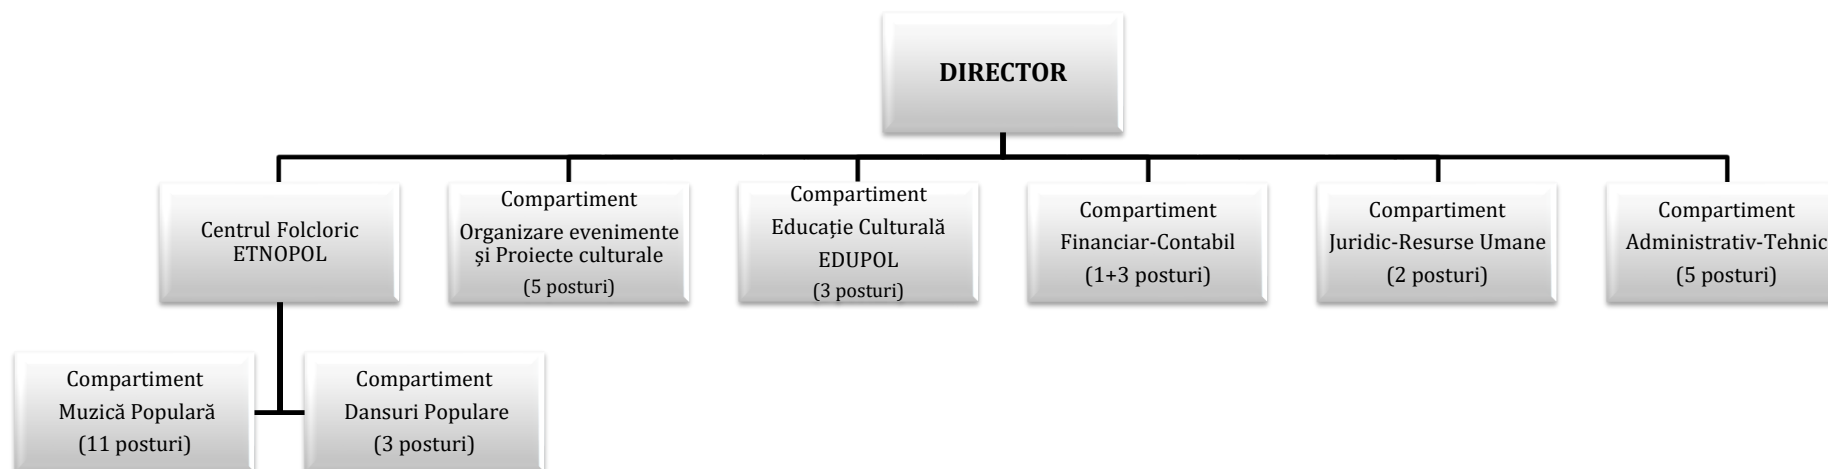 DIRECTOR
Centrul Folcloric
ETNOPOL
Compartiment
Organizare evenimente
și Proiecte culturale
(5 posturi)
Compartiment
Educație Culturală
EDUPOL
(3 posturi)
Compartiment
Financiar-Contabil
(1+3 posturi)
Compartiment
Juridic-Resurse Umane
(2 posturi)
Compartiment
Administrativ-Tehnic
(5 posturi)
Compartiment
Muzică Populară
(11 posturi)
Compartiment
Dansuri Populare
(3 posturi)